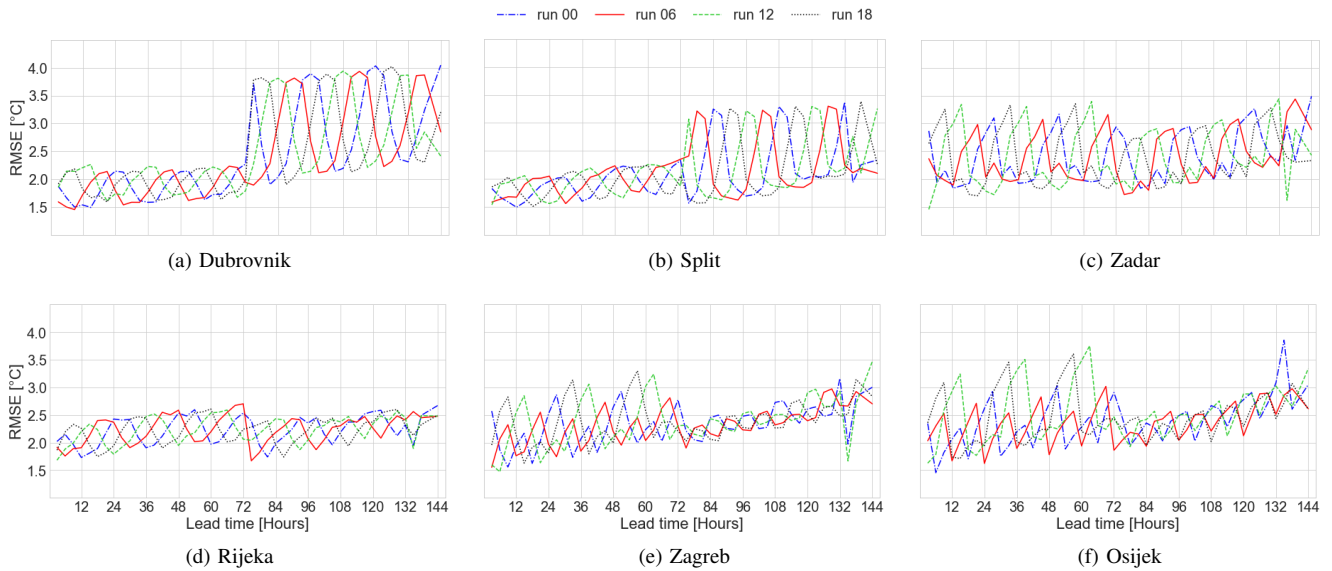 run 00 run 06 run 12 run 18
RMSE [°C]
4.0
3.5
3.0
2.5
2.0
1.5
(a) Dubrovnik
(b) Split
(c) Zadar
RMSE [°C]
4.0
3.5
3.0
2.5
2.0
1.5
12 24 36 48 60 72 84 96 108 120 132 144
Lead time [Hours]
(d) Rijeka
12 24 36 48 60 72 84 96 108 120 132 144
Lead time [Hours]
(e) Zagreb
12 24 36 48 60 72 84 96 108 120 132 144
Lead time [Hours]
(f) Osijek